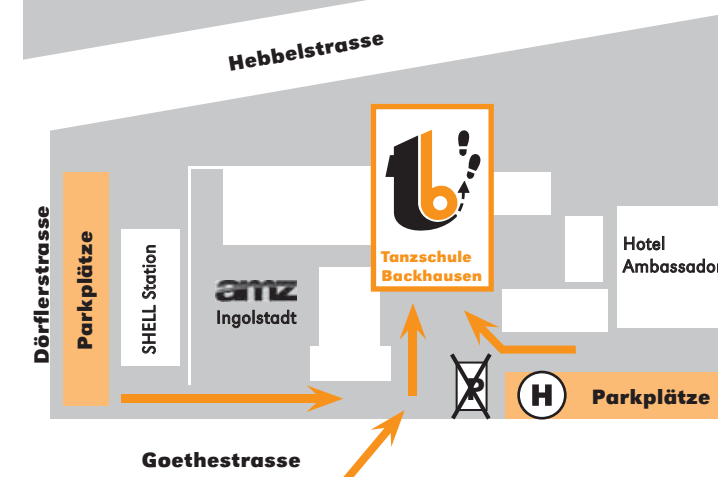 Hebbelstrasse
Dörflerstrasse
Parkplätze
SHELL Station
amz
Ingolstadt
tb
Tanzschule
Backhausen
Hotel
Ambassador
P
H
Parkplätze
Goethestrasse